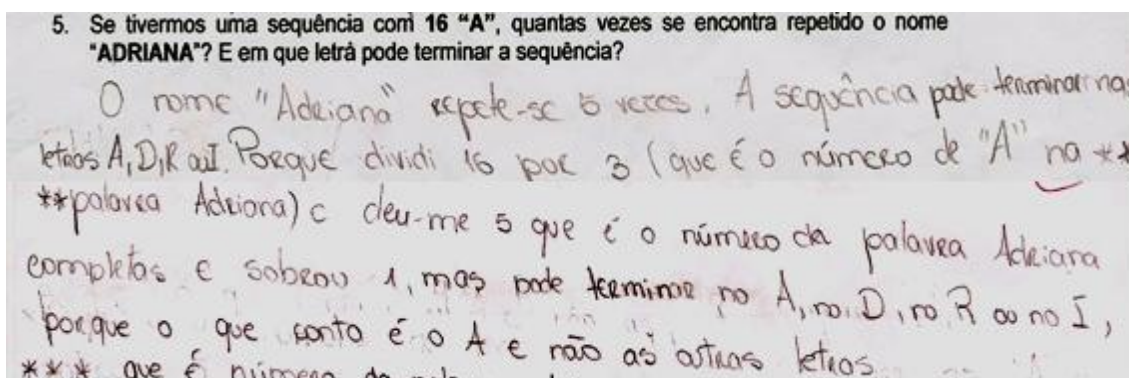 5. Se tivermos uma sequência com 16 “A”, quantas vezes se encontra repetido o nome
“ADRIANA”? E em que letra pode terminar a sequência?
O nome "Adriana" repete-se 5 vezes. A sequência pode terminar nas
letras A, D, R ou I. Porque dividi 16 por 3 (que é o número de "A" na **
**palavra Adriana) e deu-me 5 que é o número da palavra Adriana
completas e sobrou 1, mas pode terminar no A, no D, no R ou no I,
porque o que conto é o A e não as outras letras.
*** que é número da